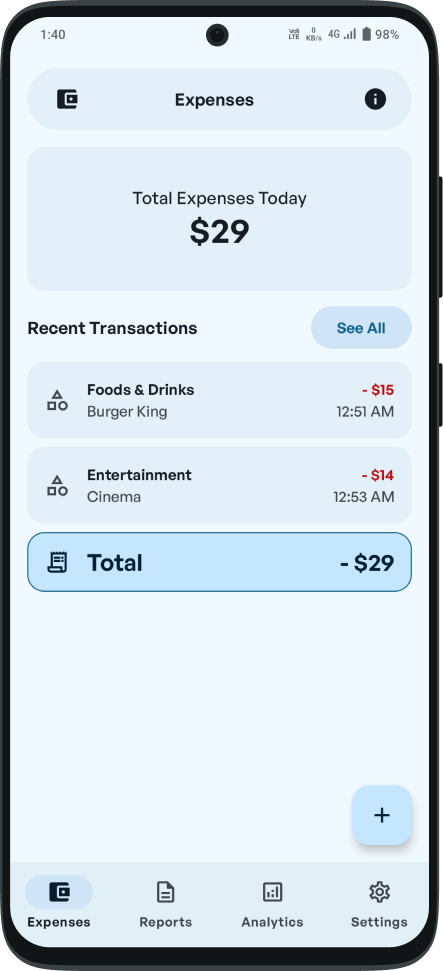 1:40
Vo))
LTE
0
KB/s
4G
98%
Expenses
Total Expenses Today
$29
Recent Transactions
See All
Foods & Drinks
- $15
Burger King
12:51 AM
Entertainment
- $14
Cinema
12:53 AM
Total
- $29
+
Expenses
Reports
Analytics
Settings